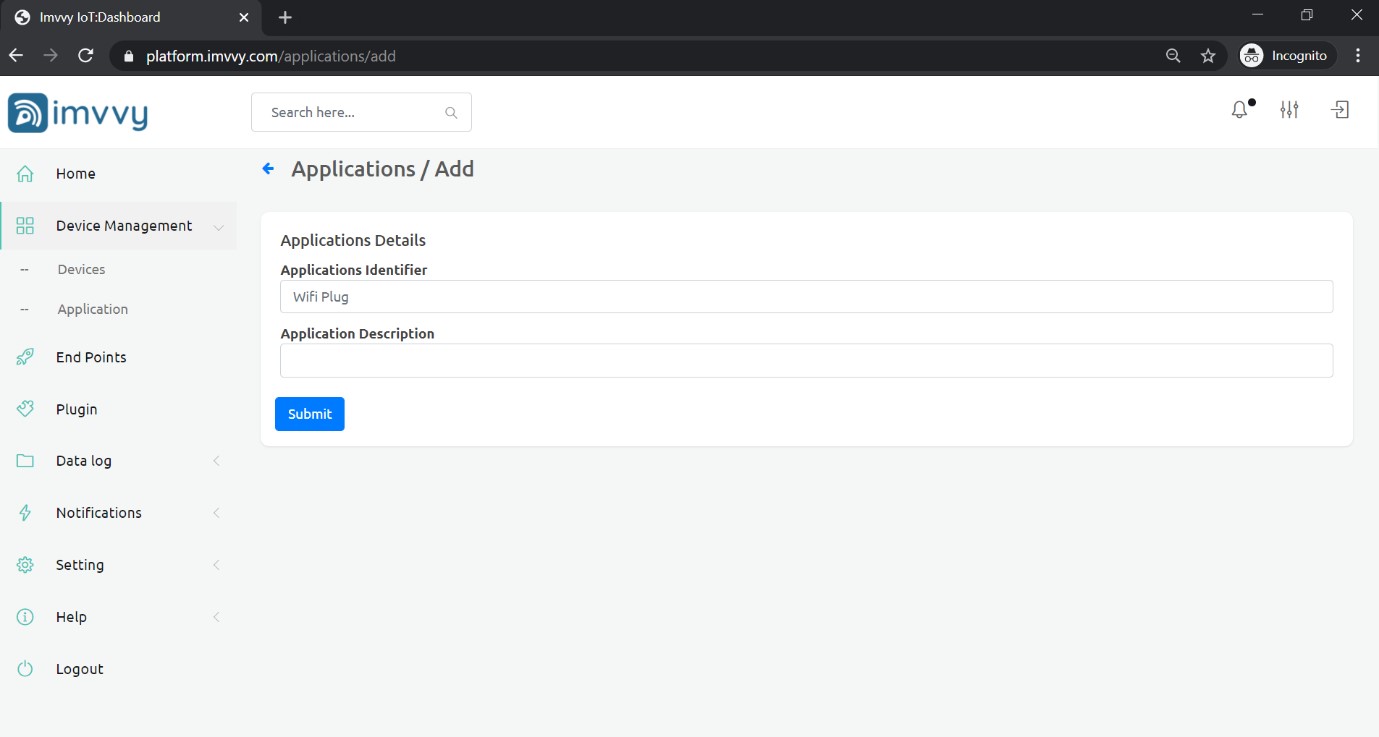 Imvvy IoT:Dashboard
platform.imvvy.com/applications/add
Incognito
imvvy
Search here...
Home
Device Management
-- Devices
-- Application
End Points
Plugin
Data log
Notifications
Setting
Help
Logout
Applications / Add
Applications Details
Applications Identifier
Wifi Plug
Application Description
Submit